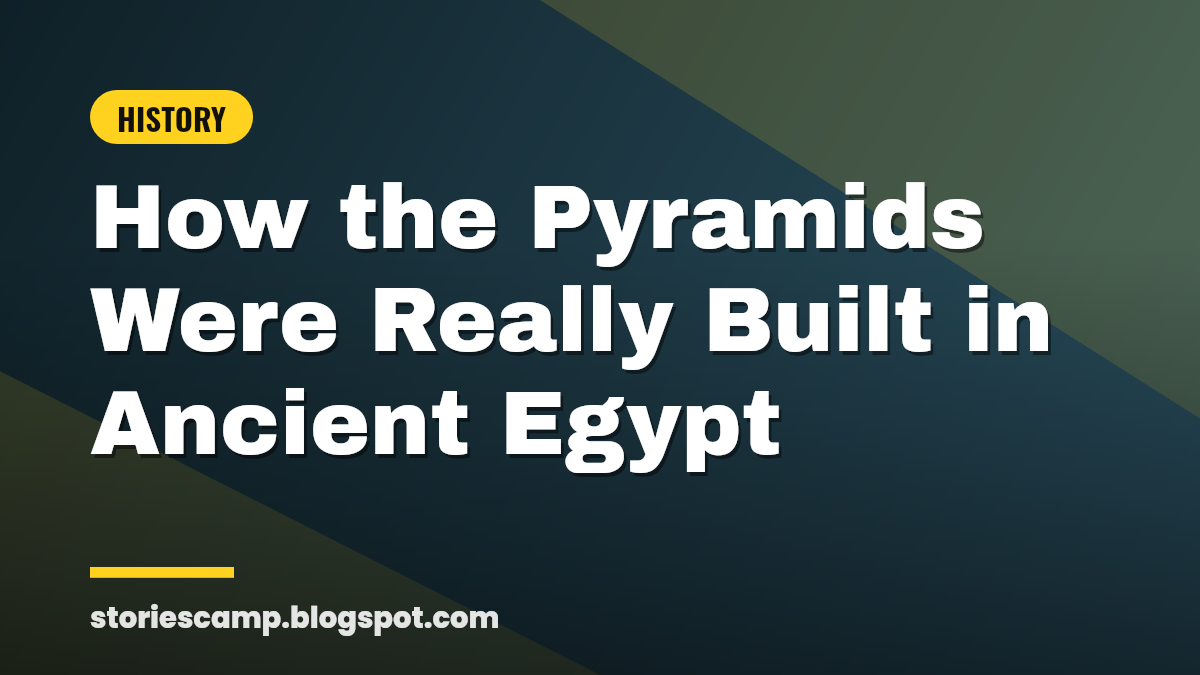 HISTORY
How the Pyramids
Were Really Built in
Ancient Egypt
storiescamp.blogspot.com